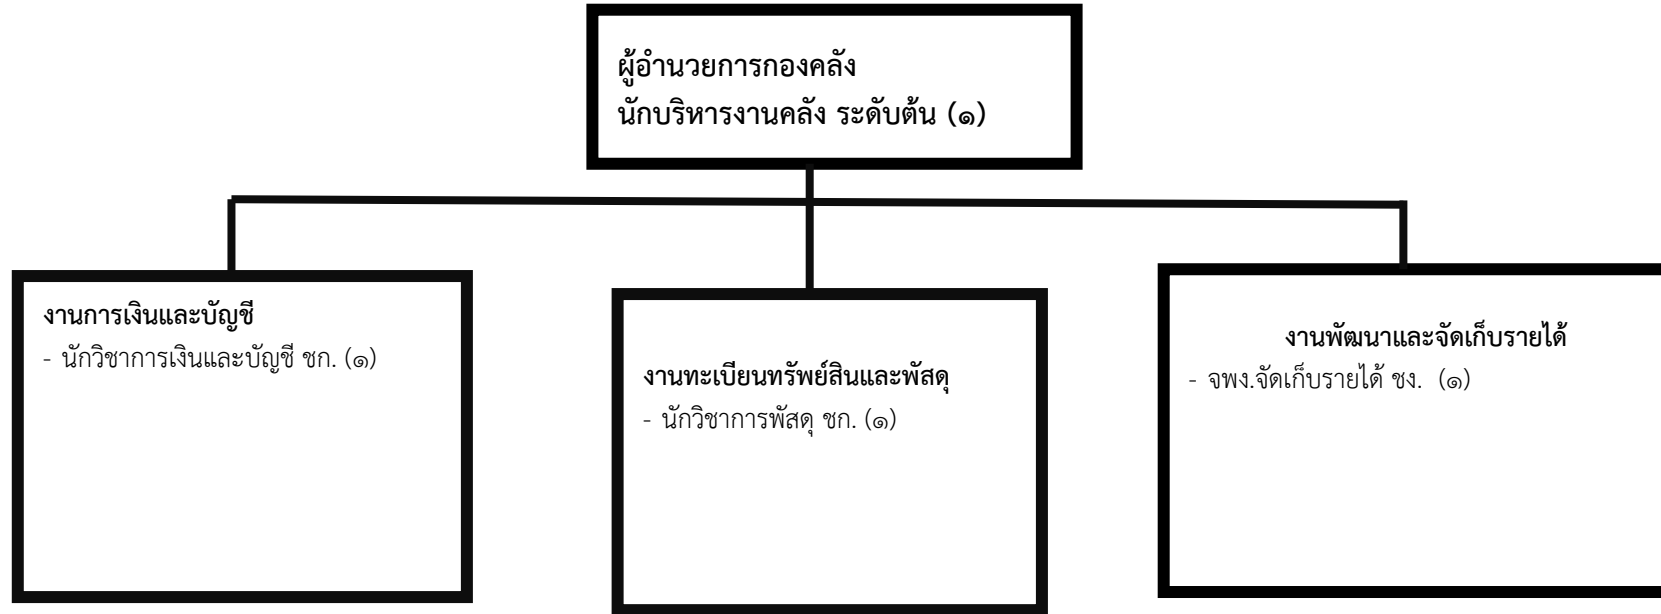 ผู้อำนวยการกองคลัง
นักบริหารงานคลัง ระดับต้น (๑)
งานการเงินและบัญชี
- นักวิชาการเงินและบัญชี ชก. (๑)
งานทะเบียนทรัพย์สินและพัสดุ
- นักวิชาการพัสดุ ชก. (๑)
งานพัฒนาและจัดเก็บรายได้
- จพง.จัดเก็บรายได้ ชง. (๑)